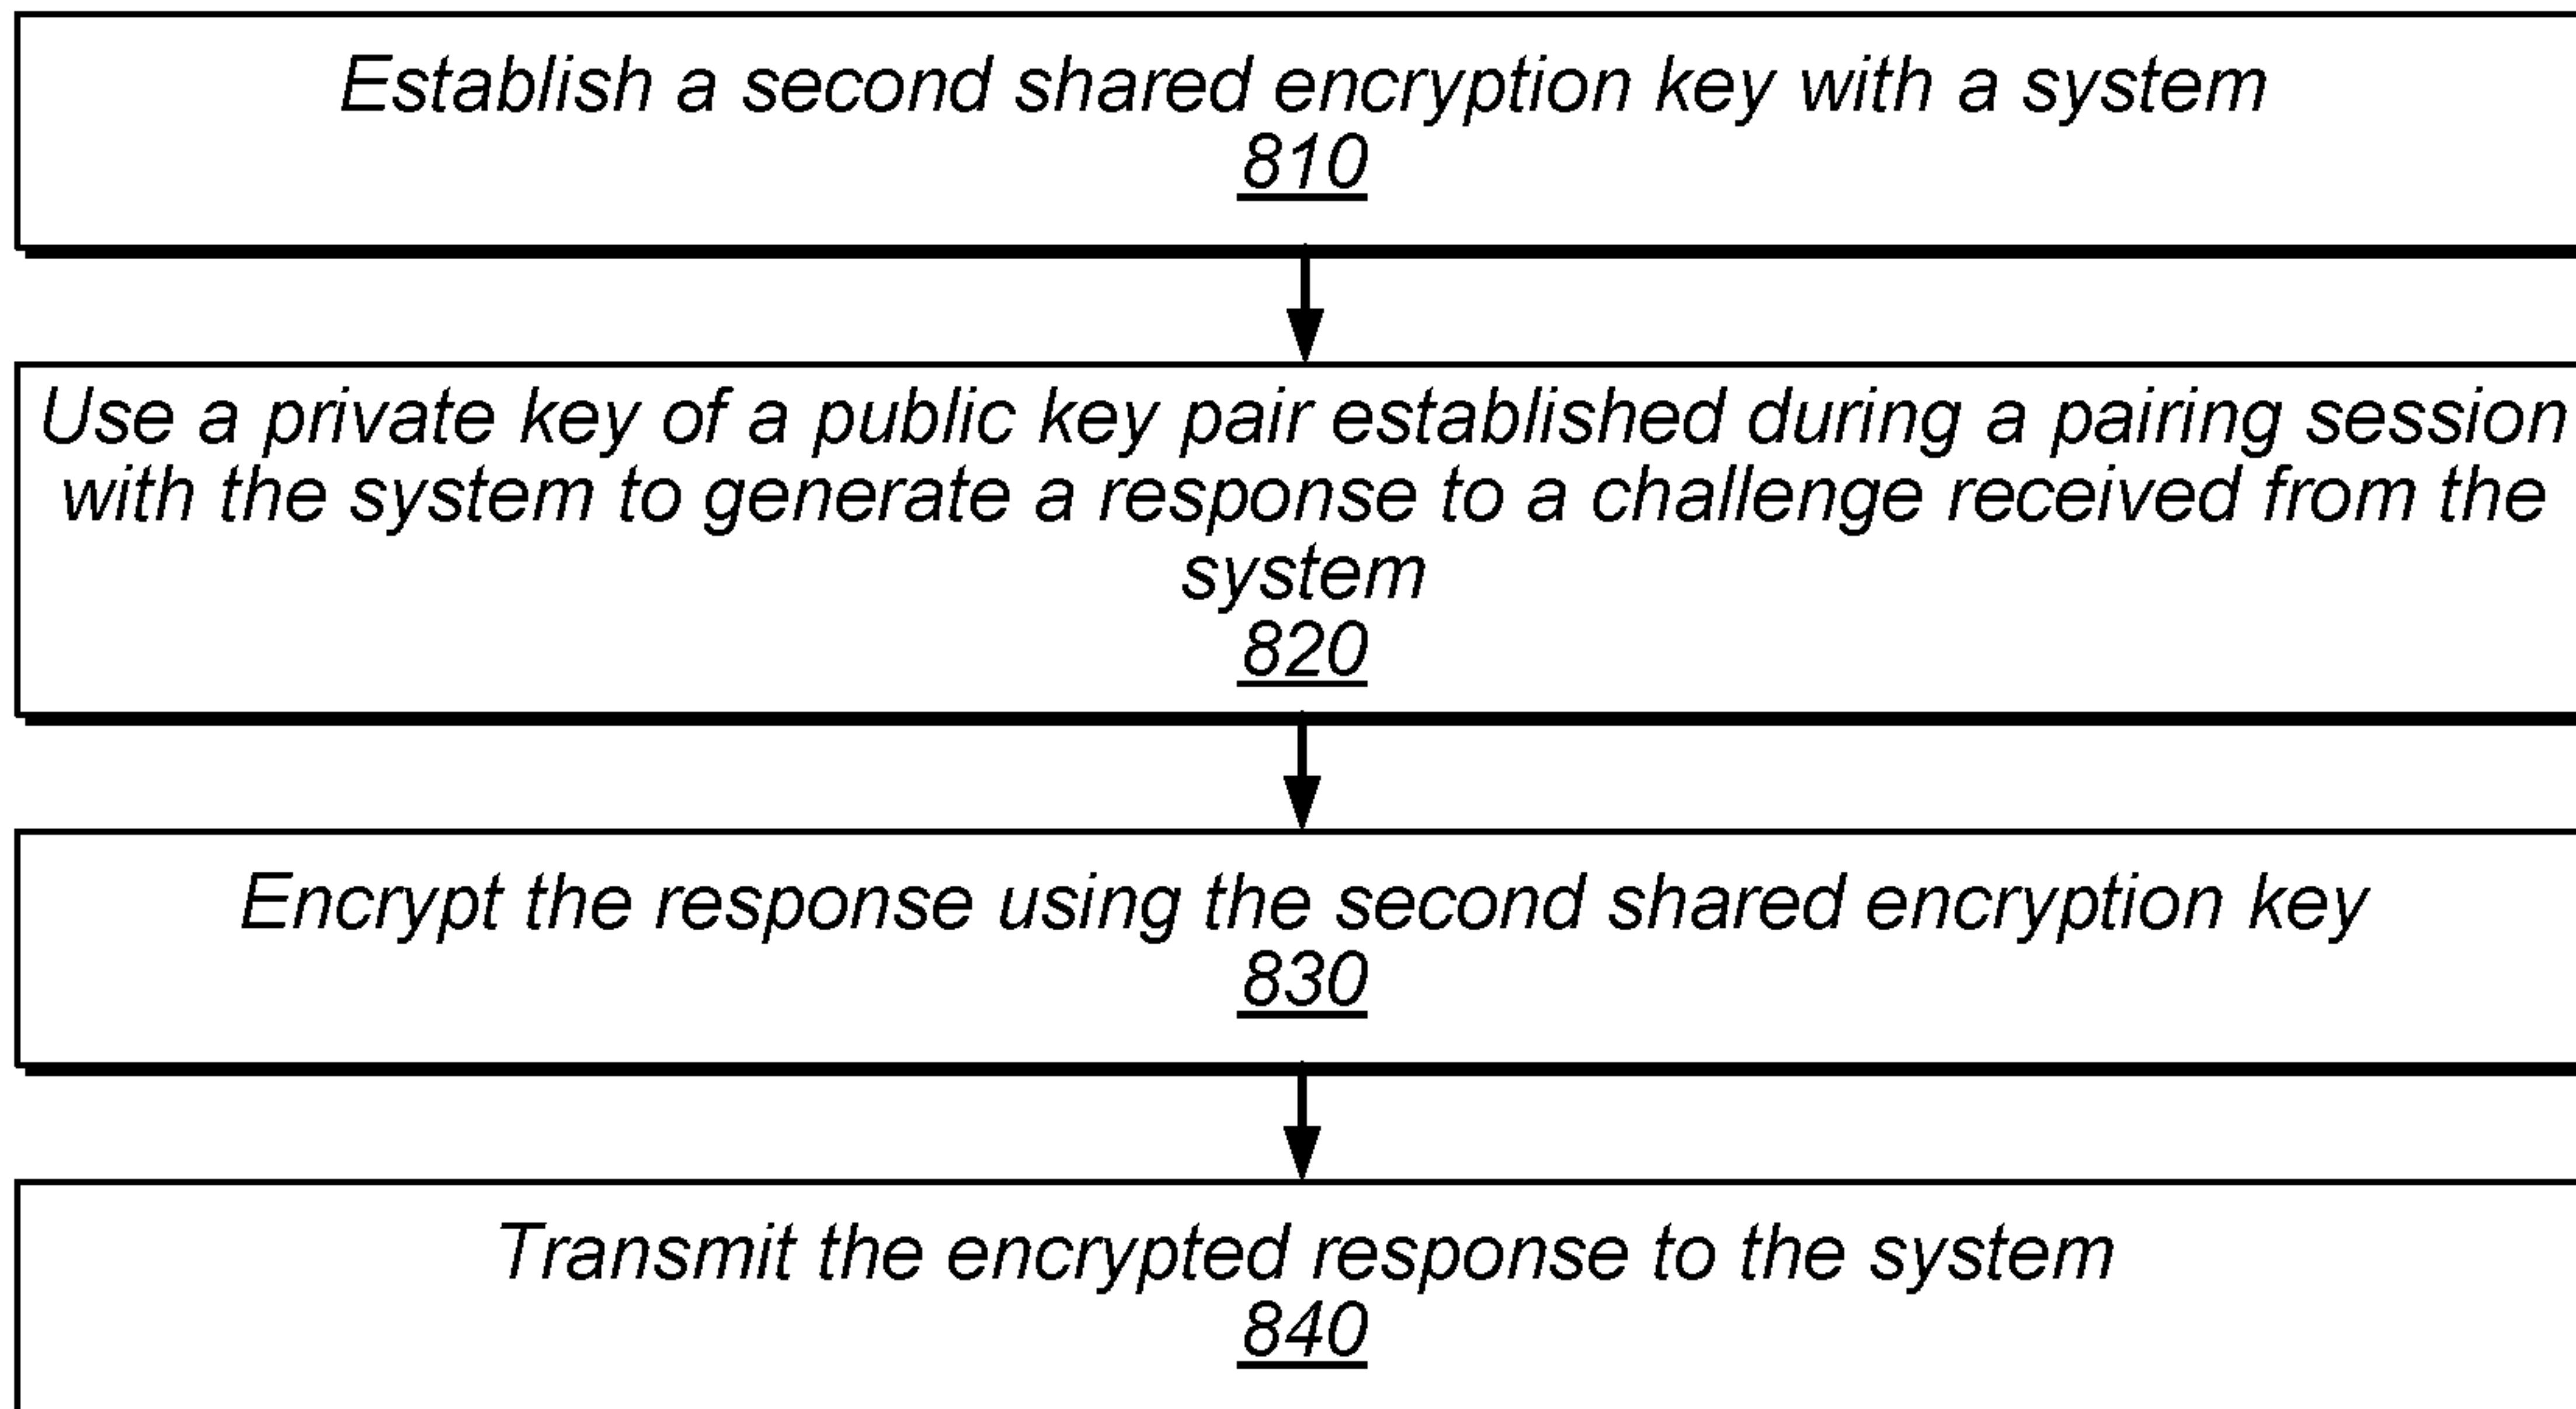 Establish a second shared encryption key with a system
810
Use a private key of a public key pair established during a pairing session
with the system to generate a response to a challenge received from the
system
820
Encrypt the response using the second shared encryption key
830
Transmit the encrypted response to the system
840